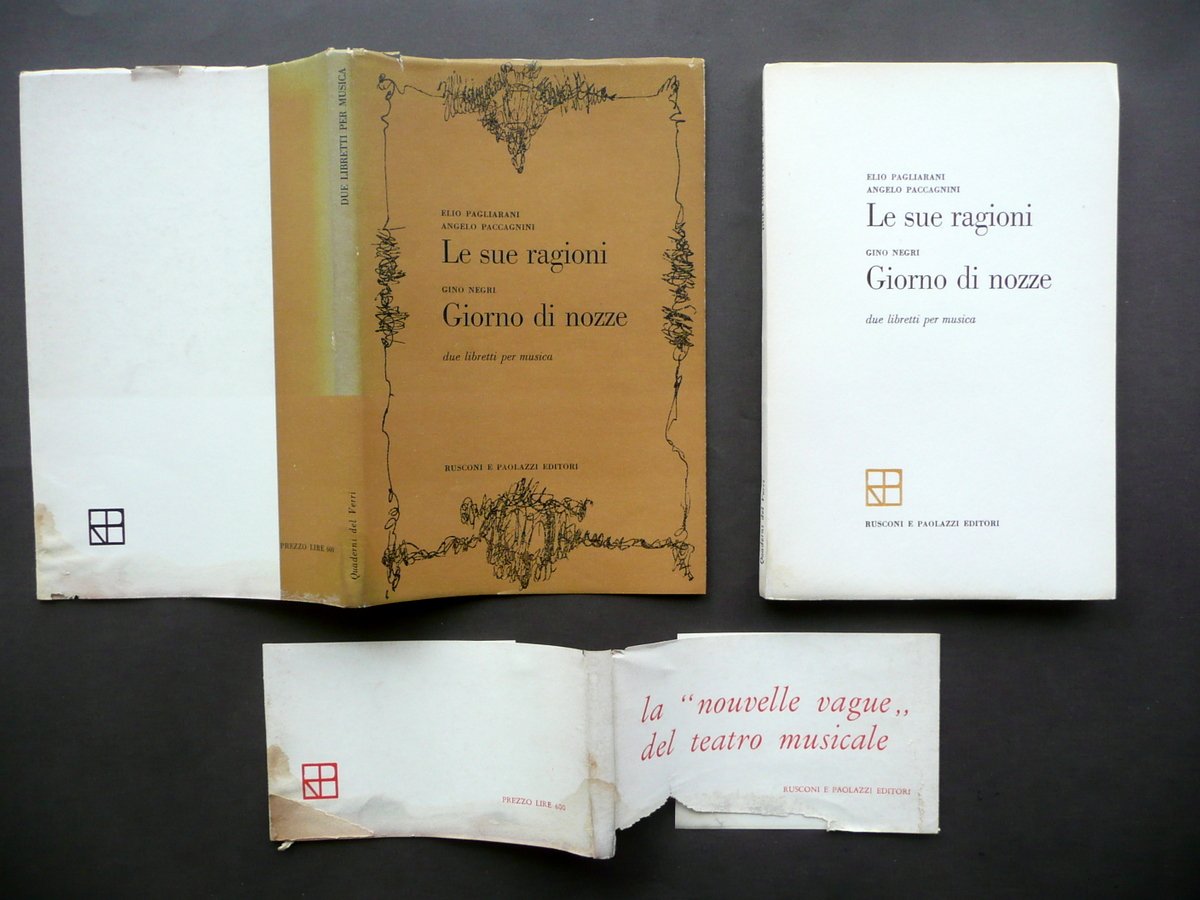 DUE LIBRETTI PER MUSICA
Quaderni del Verri
PREZZO LIRE 600
ELIO PAGLIARANI
ANGELO PACCAGNINI
Le sue ragioni
GINO NEGRI
Giorno di nozze
due libretti per musica
RUSCONI E PAOLAZZI EDITORI
ELIO PAGLIARANI
ANGELO PACCAGNINI
Le sue ragioni
GINO NEGRI
Giorno di nozze
due libretti per musica
RUSCONI E PAOLAZZI EDITORI
Quaderni del Verri
PREZZO LIRE 600
la “nouvelle vague„
del teatro musicale
RUSCONI E PAOLAZZI EDITORI